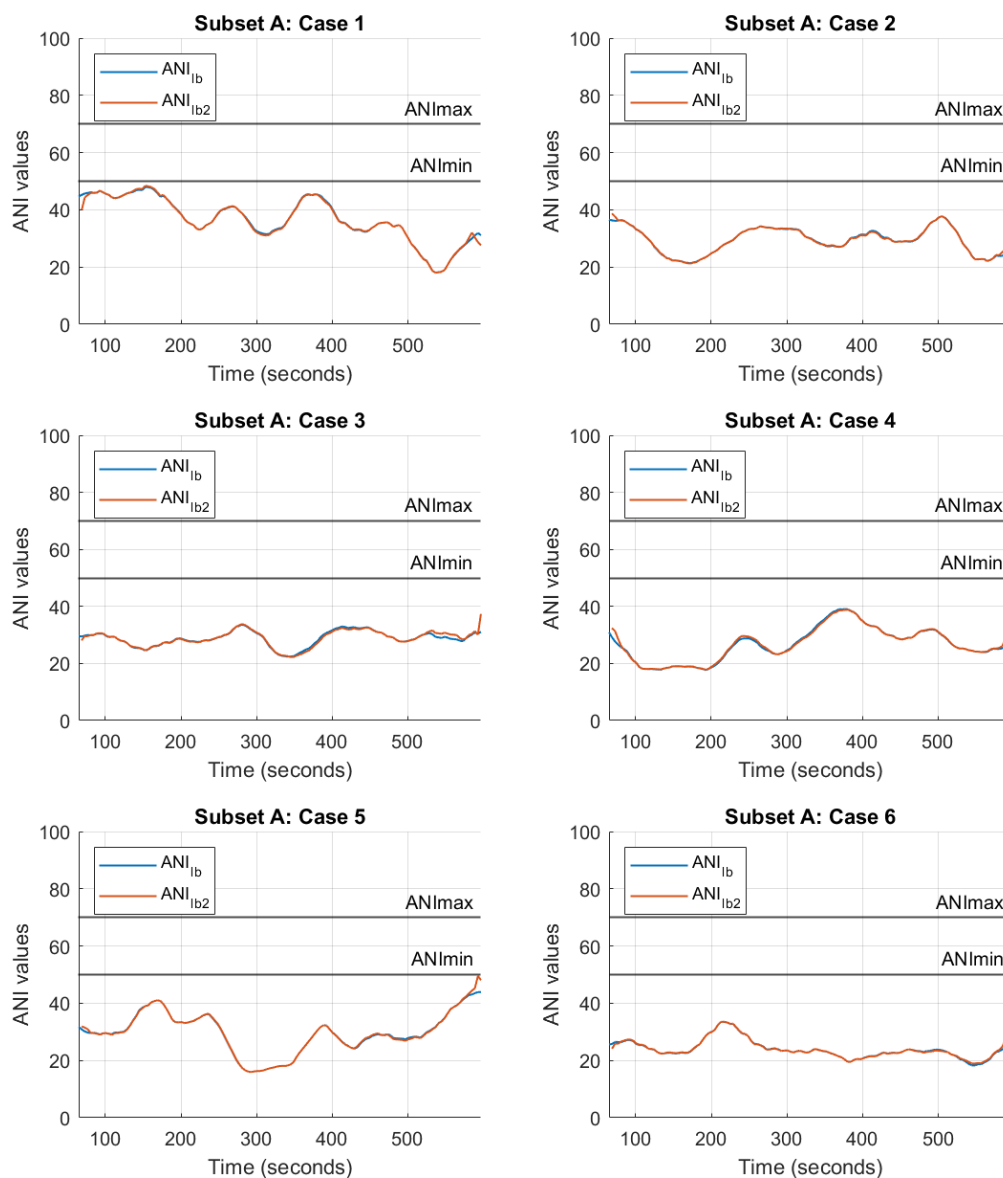 Subset A: Case 1
100
80
60
40
20
0
ANI values
ANI_lb
ANI_lb2
ANImax
ANImin
100 200 300 400 500
Time (seconds)
Subset A: Case 2
100
80
60
40
20
0
ANI values
ANI_lb
ANI_lb2
ANImax
ANImin
100 200 300 400 500
Time (seconds)
Subset A: Case 3
100
80
60
40
20
0
ANI values
ANI_lb
ANI_lb2
ANImax
ANImin
100 200 300 400 500
Time (seconds)
Subset A: Case 4
100
80
60
40
20
0
ANI values
ANI_lb
ANI_lb2
ANImax
ANImin
100 200 300 400 500
Time (seconds)
Subset A: Case 5
100
80
60
40
20
0
ANI values
ANI_lb
ANI_lb2
ANImax
ANImin
100 200 300 400 500
Time (seconds)
Subset A: Case 6
100
80
60
40
20
0
ANI values
ANI_lb
ANI_lb2
ANImax
ANImin
100 200 300 400 500
Time (seconds)